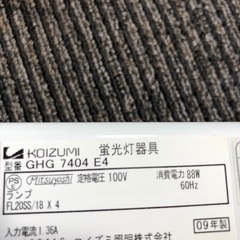 KOIZUMI 蛍光灯器具
型番 GHG 7404 E4
PS E Mitsuyoshi 定格電圧 100V 消費電力 88W
ランプ 60Hz
FL20SS/18 X 4
入力電流 1.36A 09年製